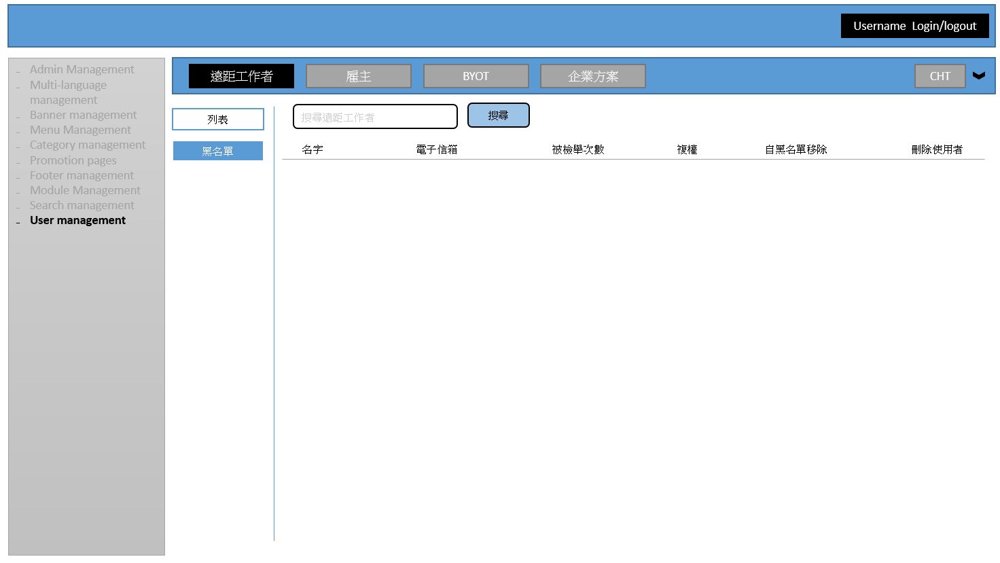 Username Login/logout
Admin Management
Multi-language
management
Banner management
Menu Management
Category management
Promotion pages
Footer management
Module Management
Search management
User management
遠距工作者
雇主
BYOT
企業方案
CHT
列表
黑名單
搜尋遠距工作者
搜尋
名字
電子信箱
被檢舉次數
複權
自黑名單移除
刪除使用者